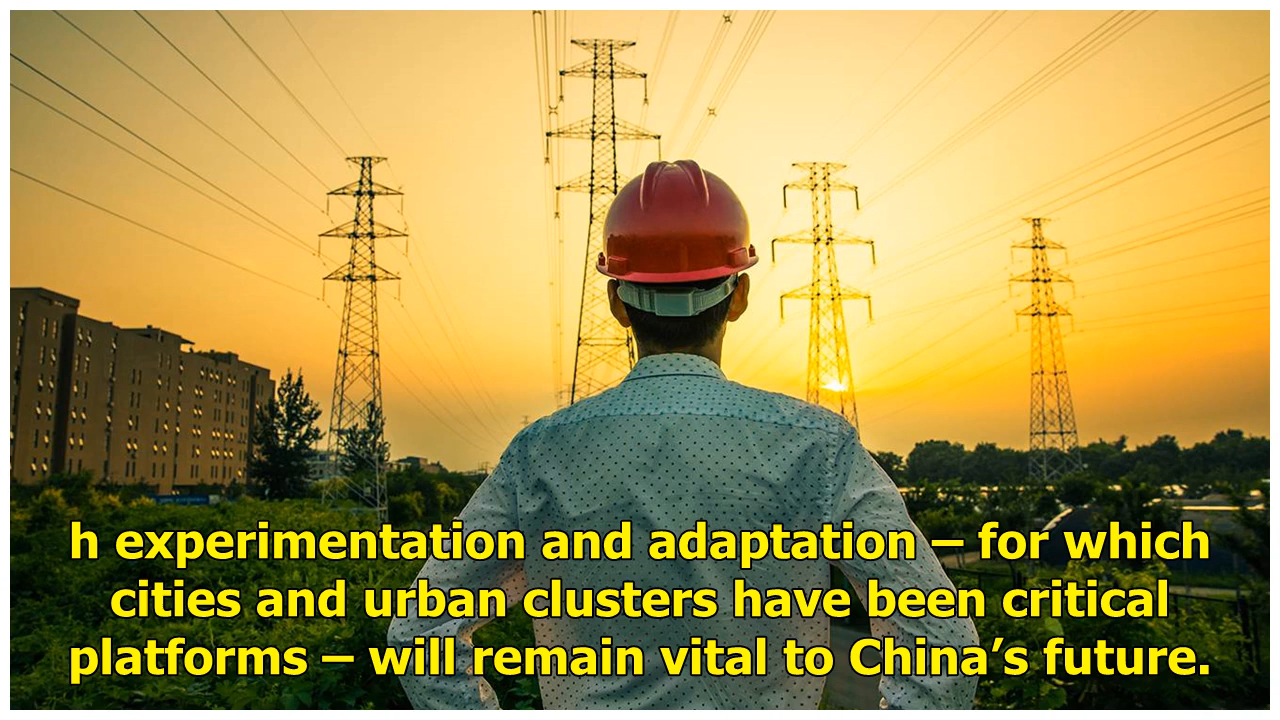 h experimentation and adaptation – for which
cities and urban clusters have been critical
platforms – will remain vital to China’s future.